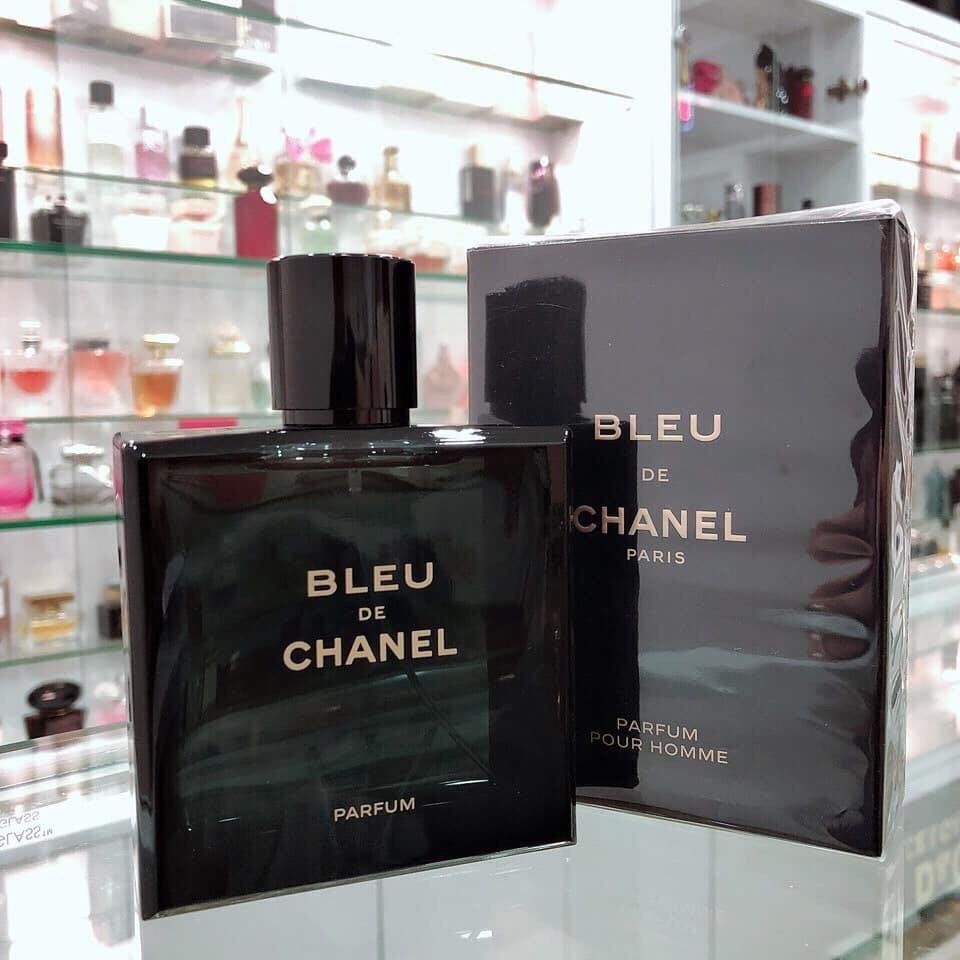 BLEU
DE
CHANEL
PARFUM
BLEU
DE
CHANEL
PARIS
PARFUM
POUR HOMME